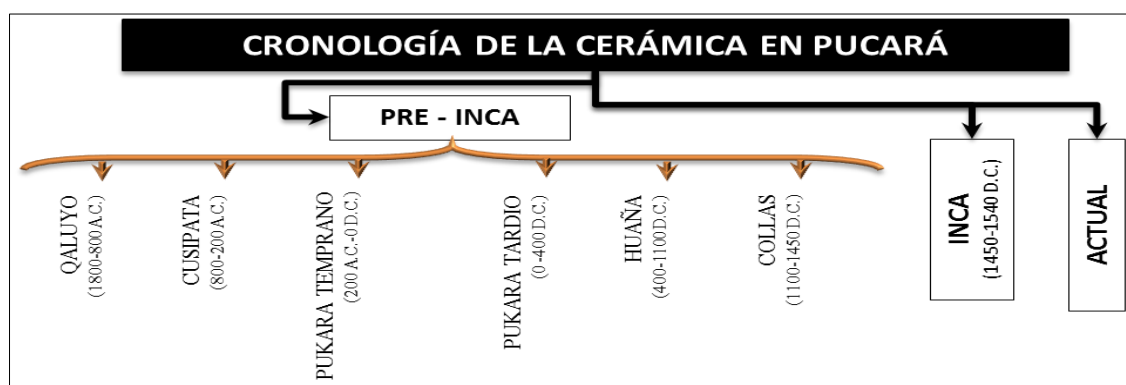 CRONOLOGÍA DE LA CERÁMICA EN PUCARÁ
PRE - INCA
QALUYO
(1800-800 A.C.)
CUSIPATA
(800-200 A.C.)
PUKARA TEMPRANO
(200 A.C.-0 D.C.)
PUKARA TARDIO
(0 -400 D.C.)
HUAÑA
(400-1100 D.C.)
COLLAS
(1100-1450 D.C.)
INCA
(1450-1540 D.C.)
ACTUAL